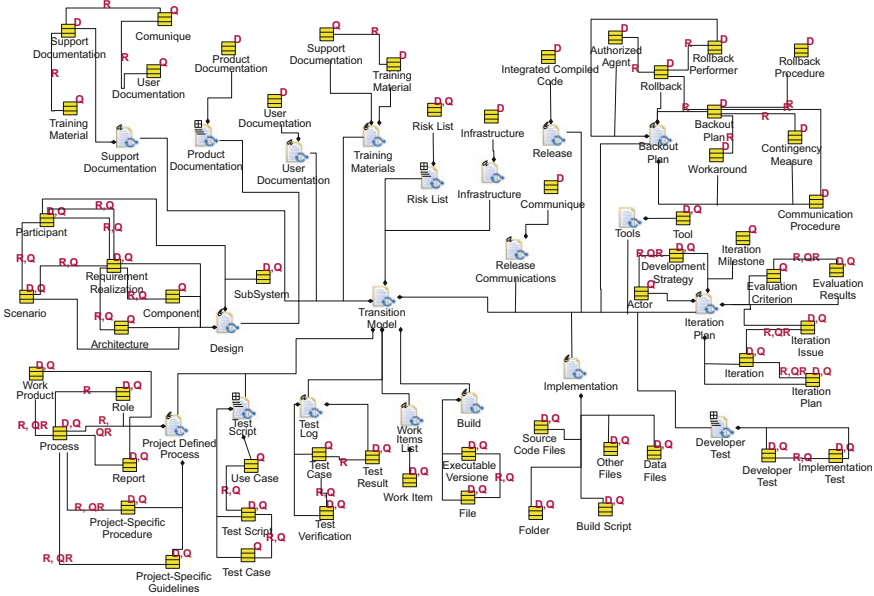 R
D
Support
Documentation
Q
Comunique
R
Q
User
Documentation
Q
Training
Material
Support
Documentation
D
Product
Documentation
Product
Documentation
D
User
Documentation
User
Documentation
Q
Support
Documentation
R
D
Training
Material
Training
Materials
D,Q
Risk List
Risk List
D
Infrastructure
Infrastructure
D
Integrated Compiled
Code
Release
D
Communique
Release
Communications
D
Authorized
Agent
R
R
D
Rollback
Performer
D
Rollback
D
Rollback
Procedure
R
R
D
Backout
Plan
Backout
Plan
R
D
Workaround
D
Contingency
Measure
D
Communication
Procedure
D,Q
Participant
R,Q
R,Q
R,Q
R,Q
D,Q
Requirement
Realization
D,Q
Scenario
R,Q
R,Q
D,Q
Component
D,Q
Architecture
Design
D,Q
SubSystem
Transition
Model
Tools
D,Q
Tool
R,QR
D,Q
Development
Strategy
Q
Iteration
Milestone
Q
Actor
Iteration
Plan
R,QR
D,Q
Evaluation
Criterion
D,Q
Evaluation
Results
D,Q
Iteration
Issue
R,QR
D,Q
Iteration
R,QR
D,Q
Iteration
Plan
D,Q
Work
Product
R
D,Q
Role
R, QR
D,Q
Process
R,
QR
D,Q
Report
Project Defined
Process
R, QR
D,Q
Project-Specific
Procedure
R, QR
D,Q
Project-Specific
Guidelines
Test
Script
Q
Use Case
R,Q
D,Q
Test Script
R,Q
Q
Test Case
Test
Log
Q
Test
Case
R
D,Q
Test
Result
R,Q
D,Q
Test
Verification
Work
Items
List
D,Q
Work Item
Build
D,Q
Executable
Versione
R,Q
D,Q
File
Implementation
D,Q
Source
Code Files
D,Q
Other
Files
D,Q
Data
Files
D,Q
Folder
D,Q
Build Script
Developer
Test
D,Q
Developer
Test
R,Q
D,Q
Implementation
Test